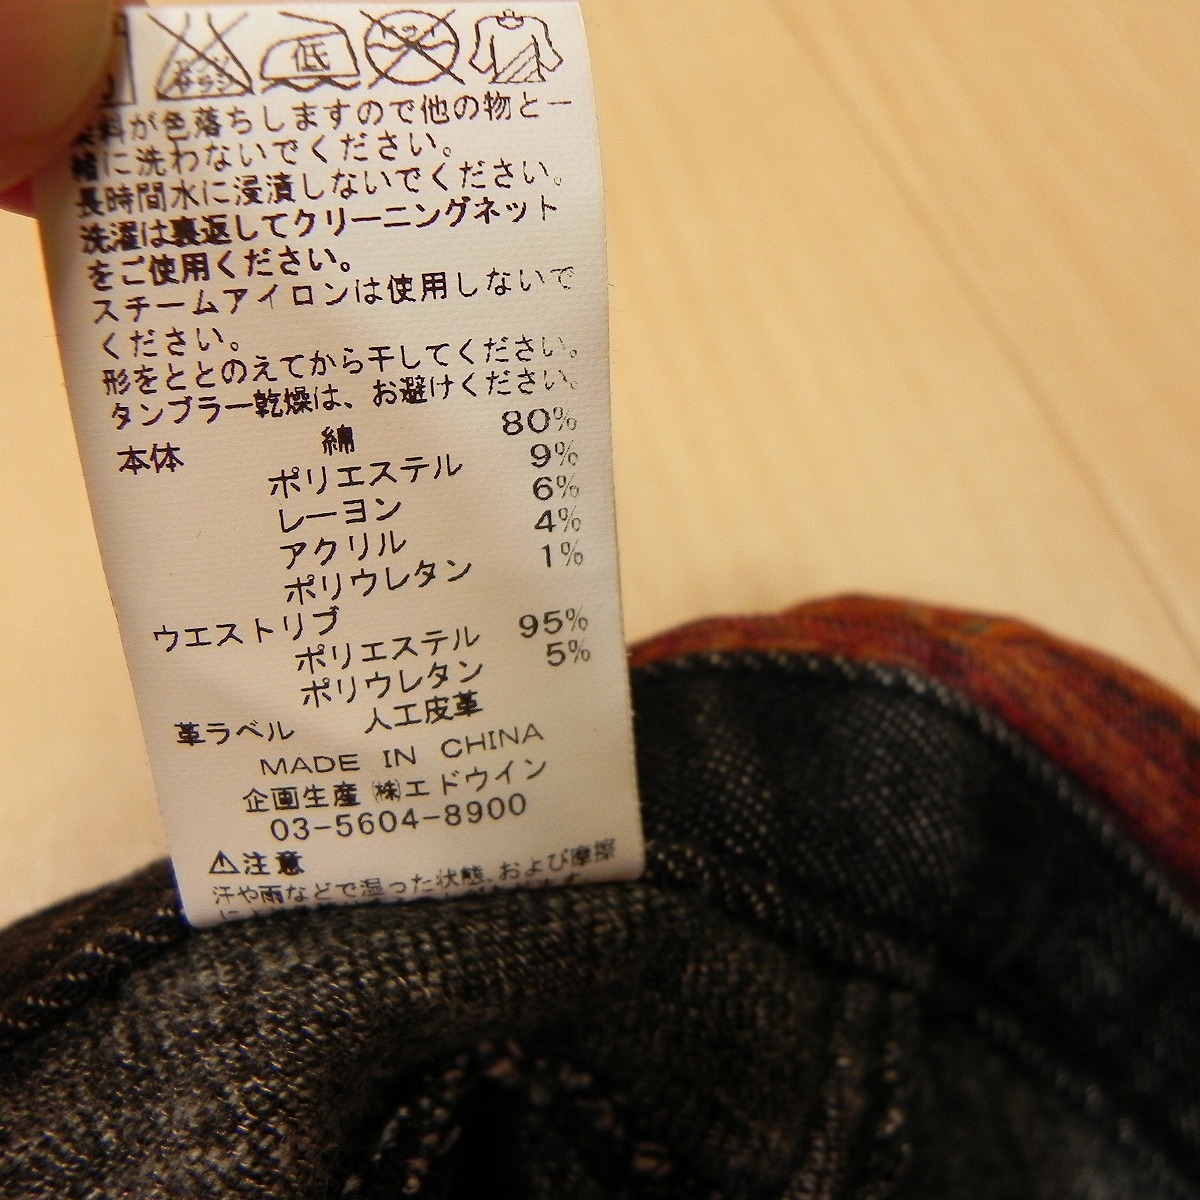 エンソ サラシ 低 ドライ
染料が色落ちしますので他の物と一
緒に洗わないでください。
長時間水に浸漬しないでください。
洗濯は裏返してクリーニングネット
をご使用ください。
スチームアイロンは使用しないで
ください。
形をととのえてから干してください。
タンブラー乾燥は、お避けください。
本体 綿 80%
ポリエステル 9%
レーヨン 6%
アクリル 4%
ポリウレタン 1%
ウエストリブ
ポリエステル 95%
ポリウレタン 5%
革ラベル 人工皮革
MADE IN CHINA
企画生産 ㈱エドウイン
03-5604-8900
⚠注意
汗や雨などで湿った状態、および摩擦